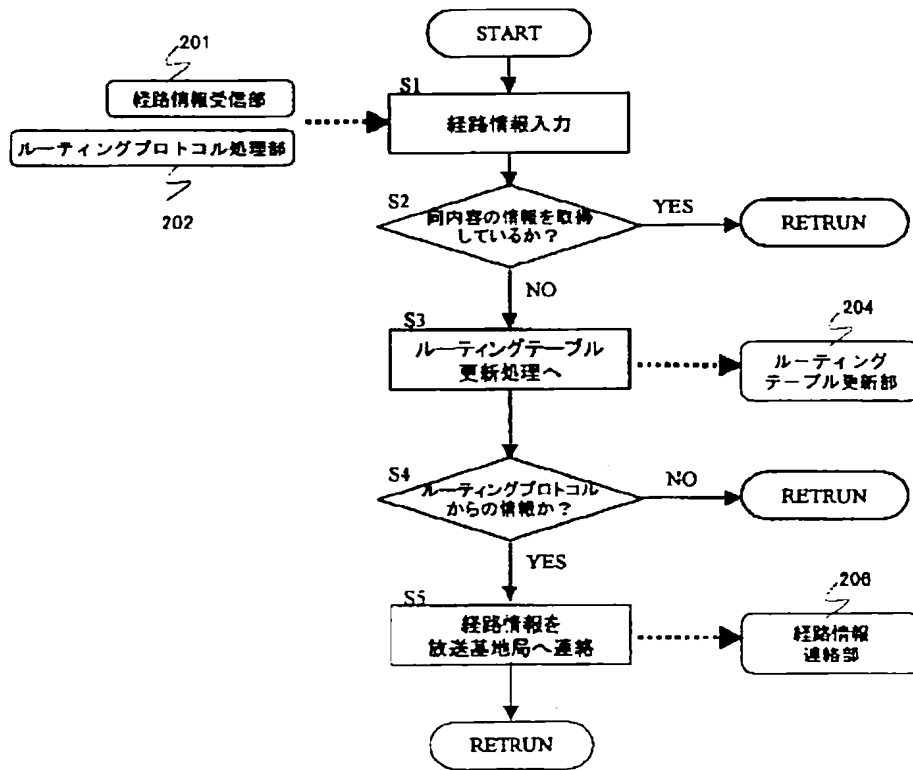 START
201
S1
経路情報受信部
経路情報入力
ルーティングプロトコル処理部
202
S2
同内容の情報を取得
しているか？
YES
RETRUN
NO
S3
ルーティングテーブル
更新処理へ
204
ルーティング
テーブル更新部
S4
ルーティングプロトコル
からの情報か？
NO
RETRUN
YES
S5
経路情報を
放送基地局へ連絡
206
経路情報
連絡部
RETRUN